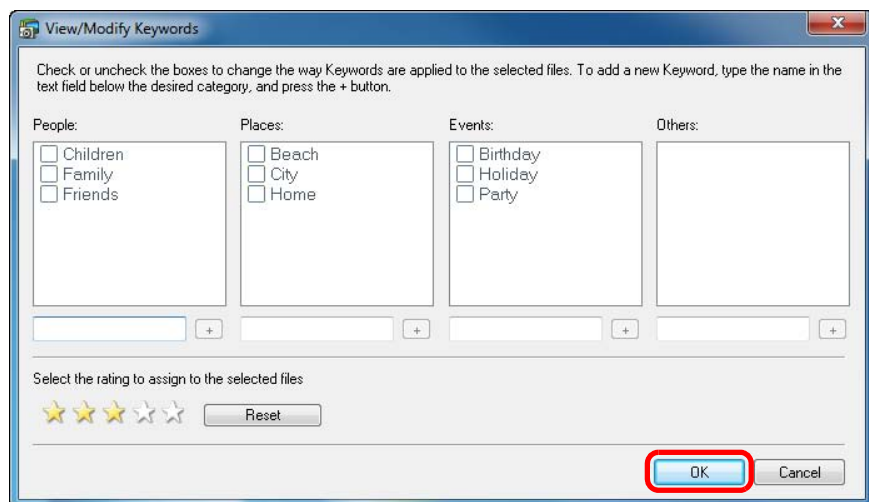 View/Modify Keywords
Check or uncheck the boxes to change the way Keywords are applied to the selected files. To add a new Keyword, type the name in the
text field below the desired category, and press the + button.
People:
Places:
Events:
Others:
Children
Family
Friends
Beach
City
Home
Birthday
Holiday
Party
+
+
+
+
Select the rating to assign to the selected files
Reset
OK
Cancel